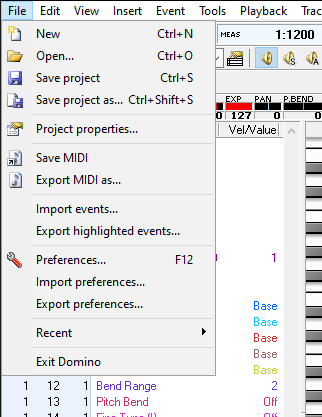 File Edit View Insert Event Tools Playback Trac
New Ctrl+N
MEAS 1:1200
Open... Ctrl+O
Save project Ctrl+S
Save project as... Ctrl+Shift+S
EXP PAN P.BEND
127 0 0
Project properties... Vel/Value
Save MIDI
Export MIDI as...
Import events...
Export highlighted events...
Preferences... F12 1
Import preferences...
Export preferences... Base
Base
Recent Base
Base
Exit Domino Base
1 12 1 Bend Range 2
1 13 1 Pitch Bend Off
1 14 1 Fine Tune (L) Off